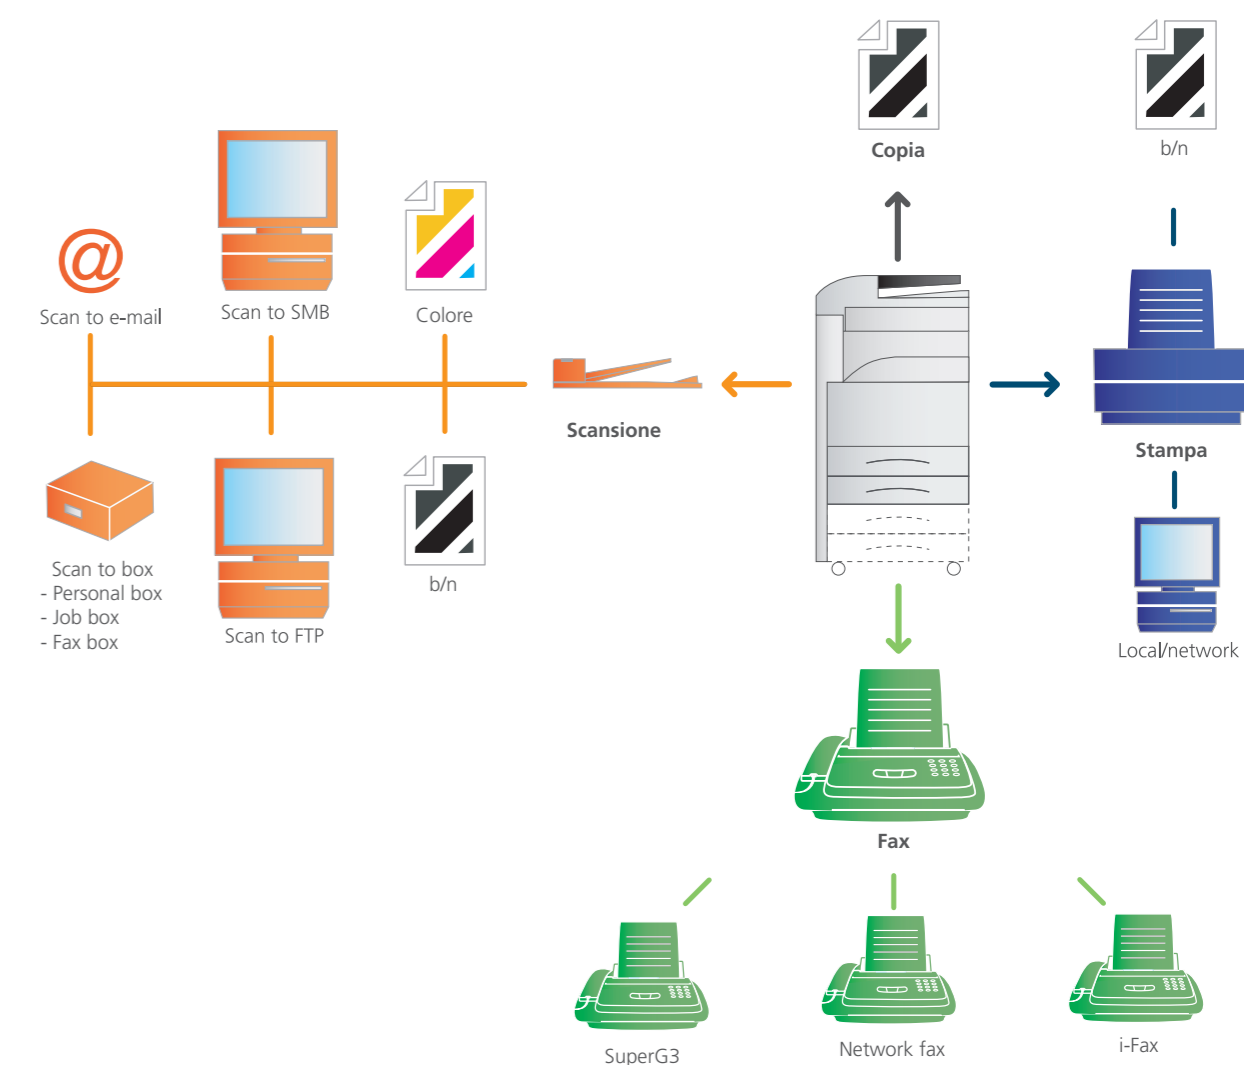 Copia
b/n
Scan to e-mail
Scan to SMB
Colore
Scansione
Stampa
Scan to box
- Personal box
- Job box
- Fax box
Scan to FTP
b/n
Local/network
Fax
SuperG3
Network fax
i-Fax